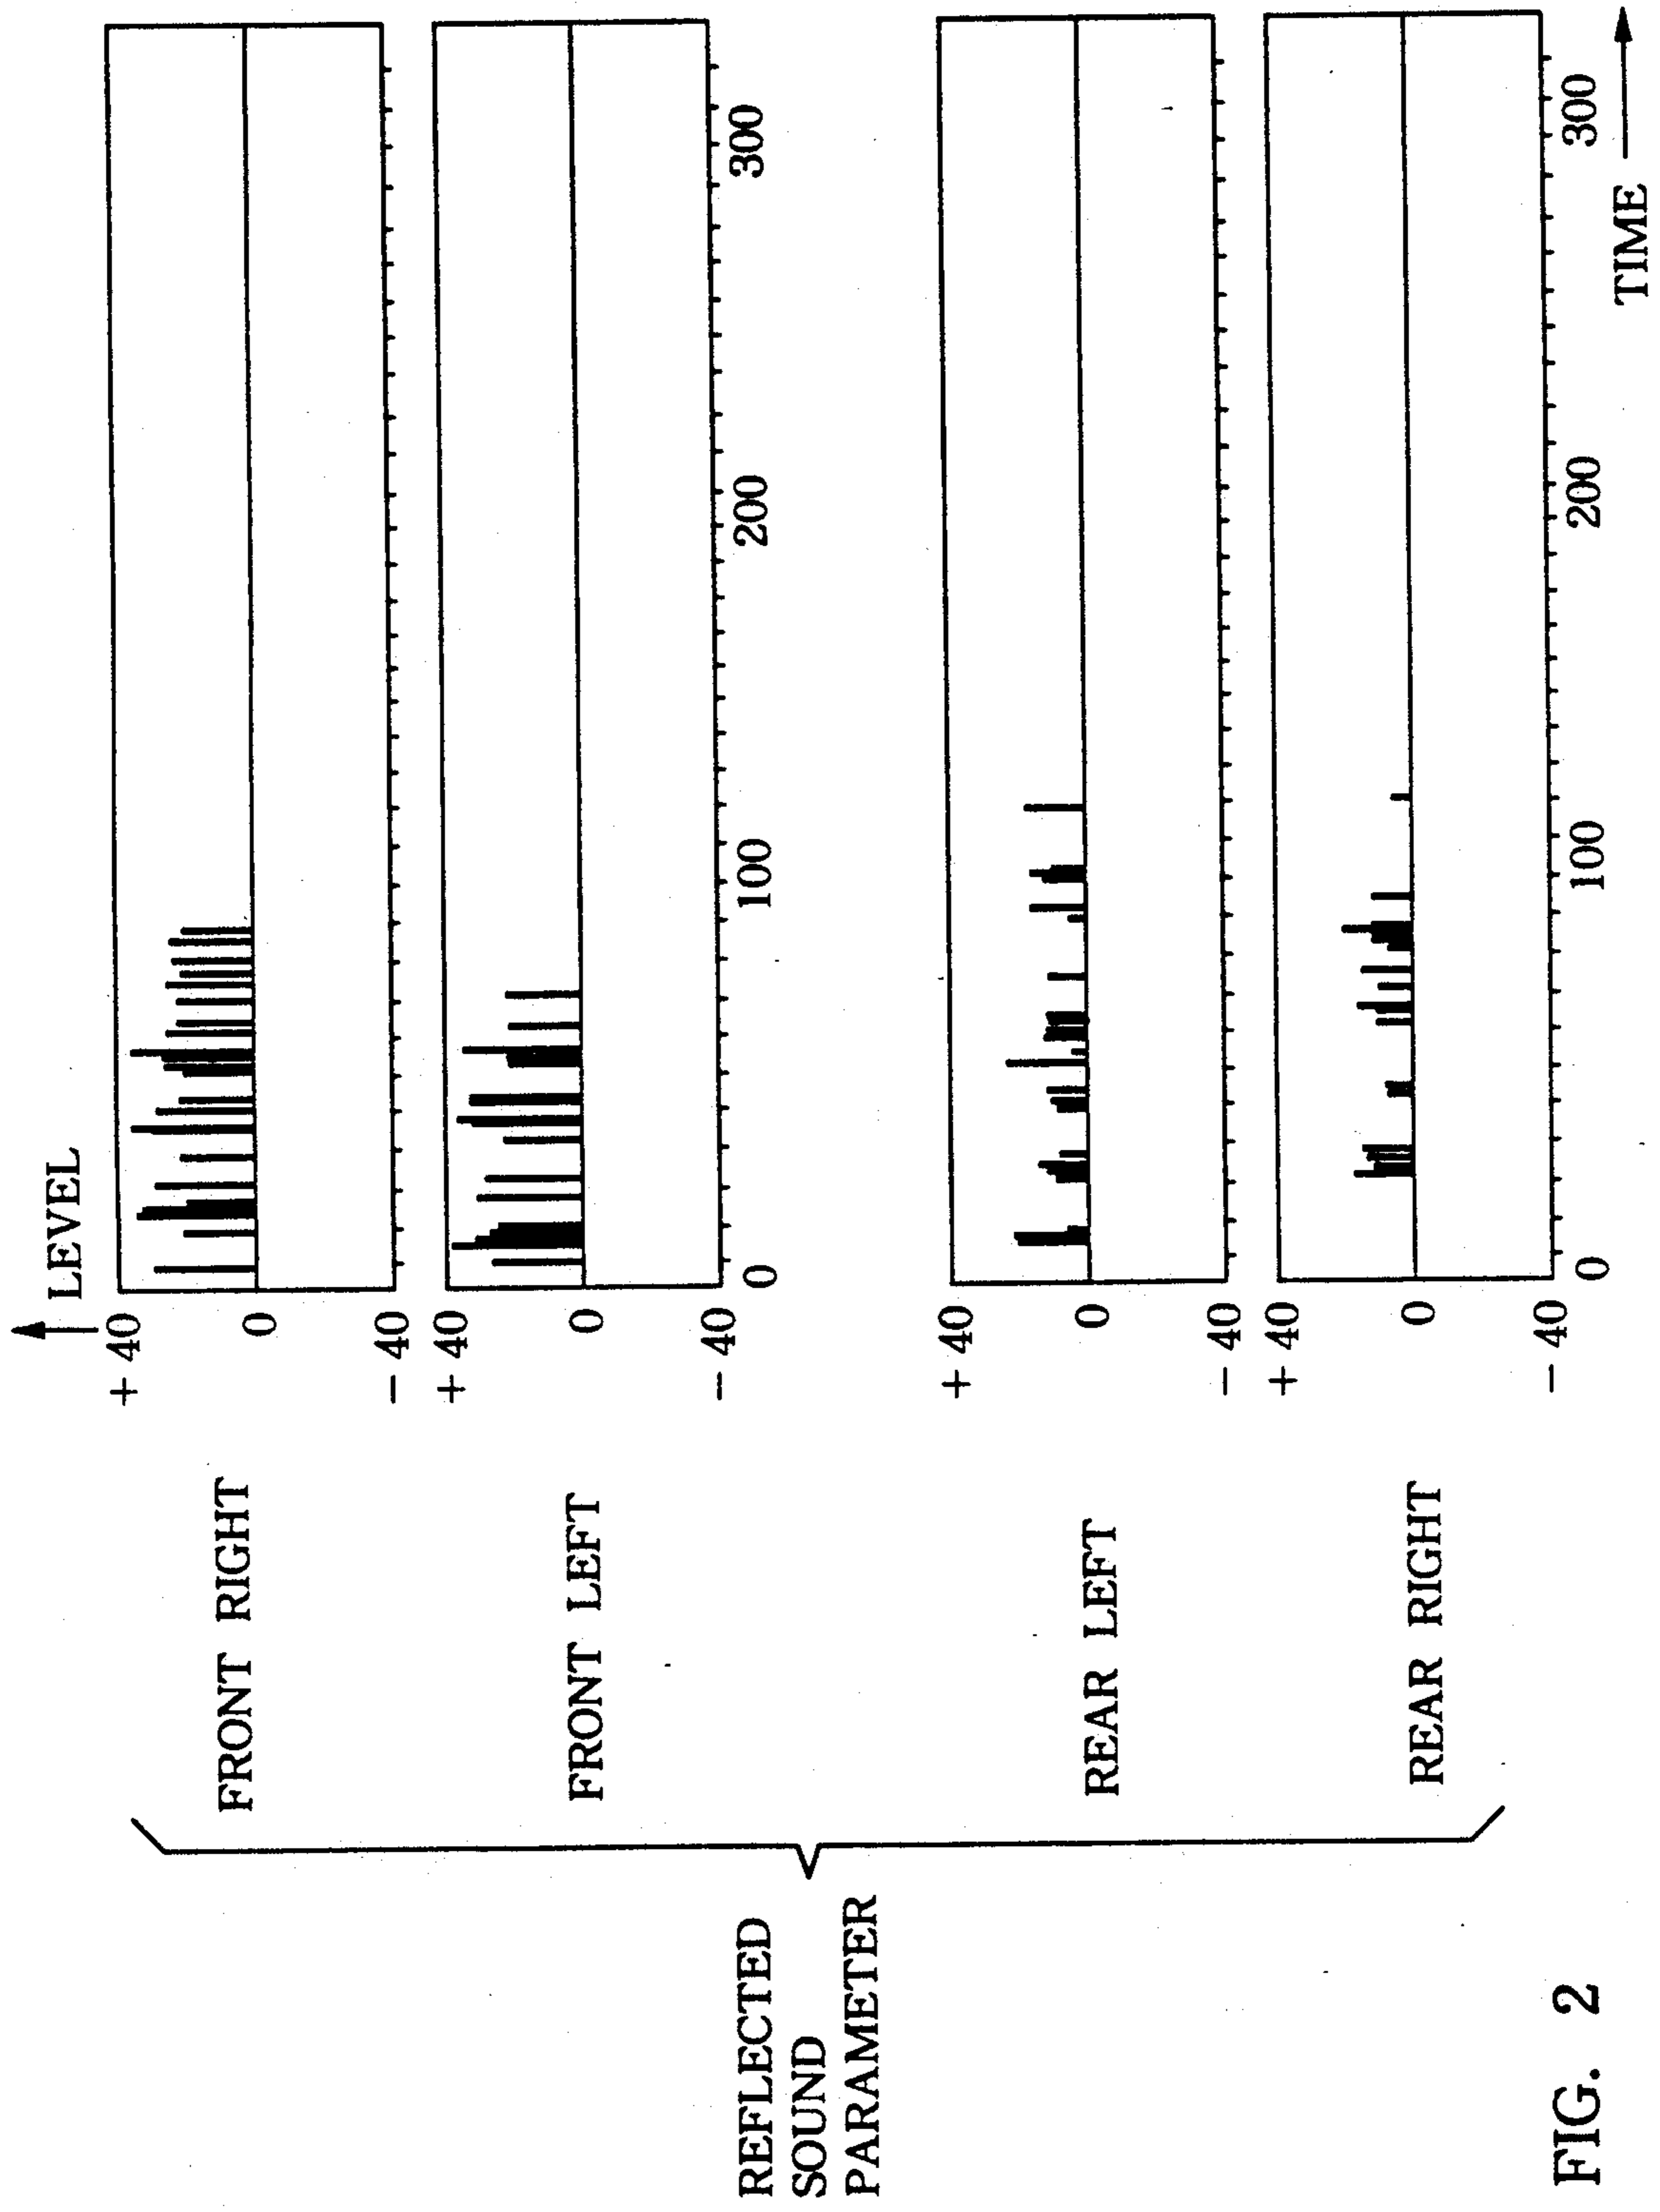 LEVEL
REFLECTED
SOUND
PARAMETER
FRONT RIGHT
+ 40
0
− 40
FRONT LEFT
+ 40
0
− 40
0
100
200
300
REAR LEFT
+ 40
0
− 40
REAR RIGHT
+ 40
0
− 40
0
100
200
300
TIME
FIG. 2